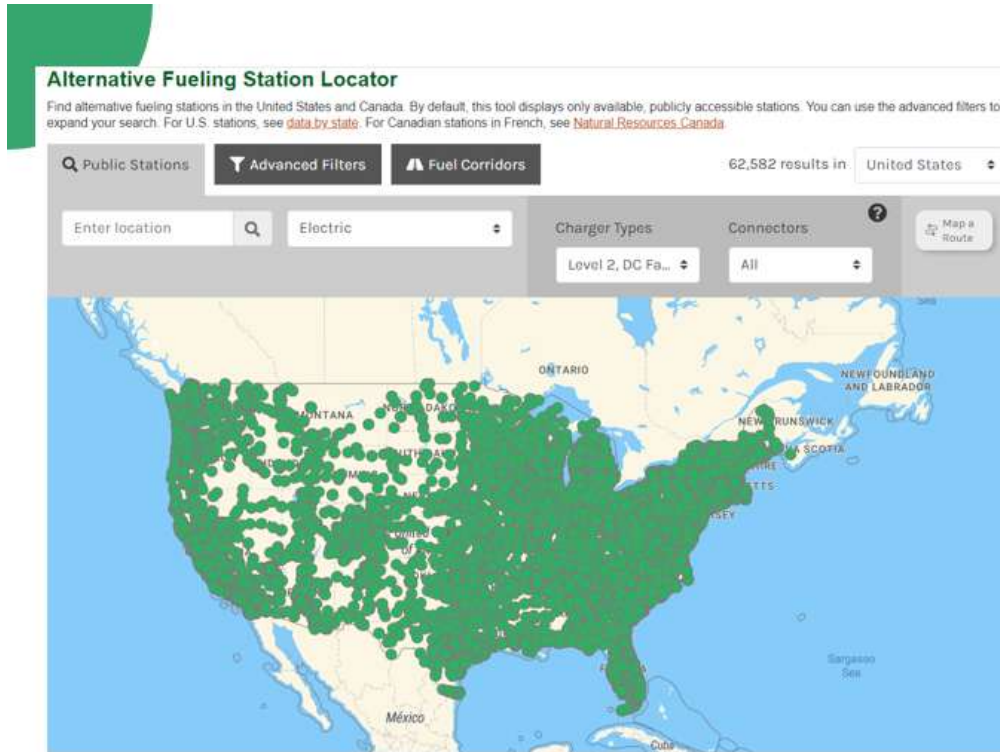 Alternative Fueling Station Locator
Find alternative fueling stations in the United States and Canada. By default, this tool displays only available, publicly accessible stations. You can use the advanced filters to
expand your search. For U.S. stations, see data by state. For Canadian stations in French, see Natural Resources Canada.
Public Stations
Advanced Filters
Fuel Corridors
62,582 results in
United States
Enter location
Electric
Charger Types
Connectors
?
Map a
Route
Level 2, DC Fa...
All
Sea
ONTARIO
NEWFOUNDLAND
AND LABRADOR
MONTANA
NEW BRUNSWICK
A SCOTIA
Sargasso
Sea
México
Cuba